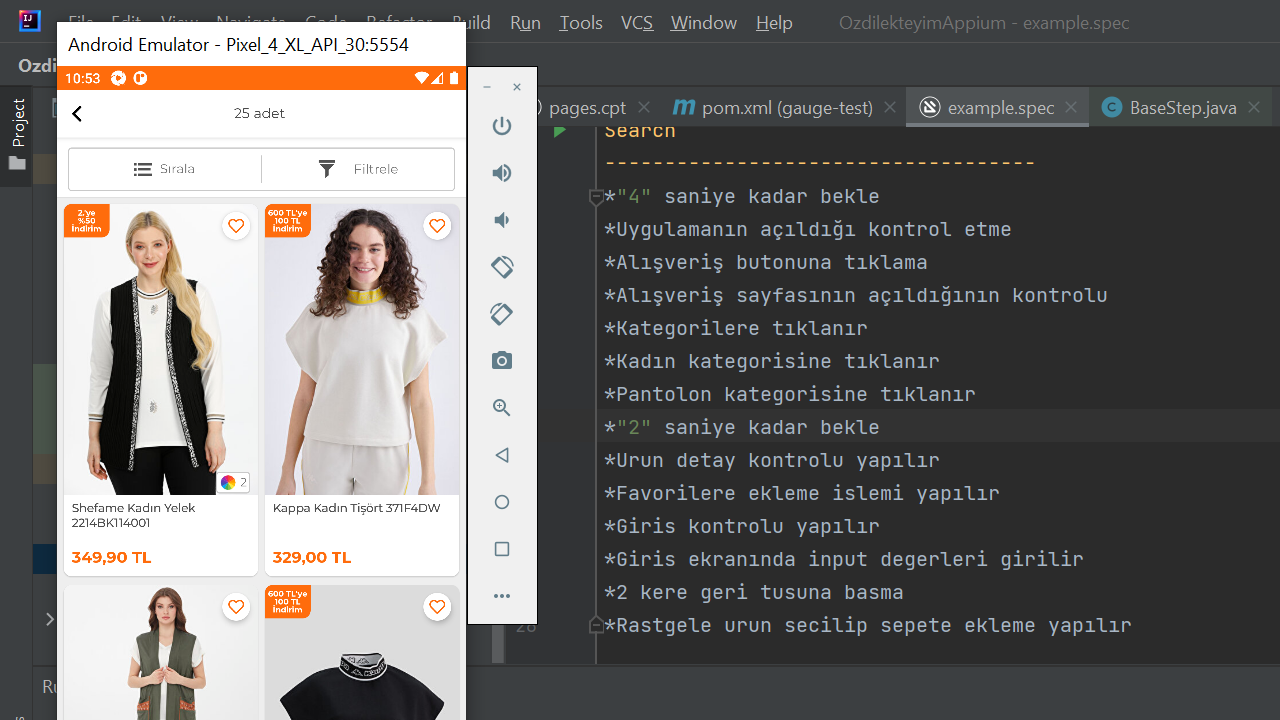 File Edit View Navigate Code Refactor Build Run Tools VCS Window Help OzdilekteyimAppium - example.spec
Android Emulator - Pixel_4_XL_API_30:5554
Ozdi
10:53
25 adet
Sırala
Filtrele
2.'ye
%50
İndirim
600 TL'ye
100 TL
İndirim
2
Shefame Kadın Yelek
2214BK114001
349,90 TL
Kappa Kadın Tişört 371F4DW
329,00 TL
600 TL'ye
100 TL
İndirim
Project
pages.cpt
pom.xml (gauge-test)
example.spec
BaseStep.java
Search
------------------------------------
*"4" saniye kadar bekle
*Uygulamanın açıldığı kontrol etme
*Alışveriş butonuna tıklama
*Alışveriş sayfasının açıldığının kontrolu
*Kategorilere tıklanır
*Kadın kategorisine tıklanır
*Pantolon kategorisine tıklanır
*"2" saniye kadar bekle
*Urun detay kontrolu yapılır
*Favorilere ekleme islemi yapılır
*Giris kontrolu yapılır
*Giris ekranında input degerleri girilir
*2 kere geri tusuna basma
28
*Rastgele urun secilip sepete ekleme yapılır
Ru